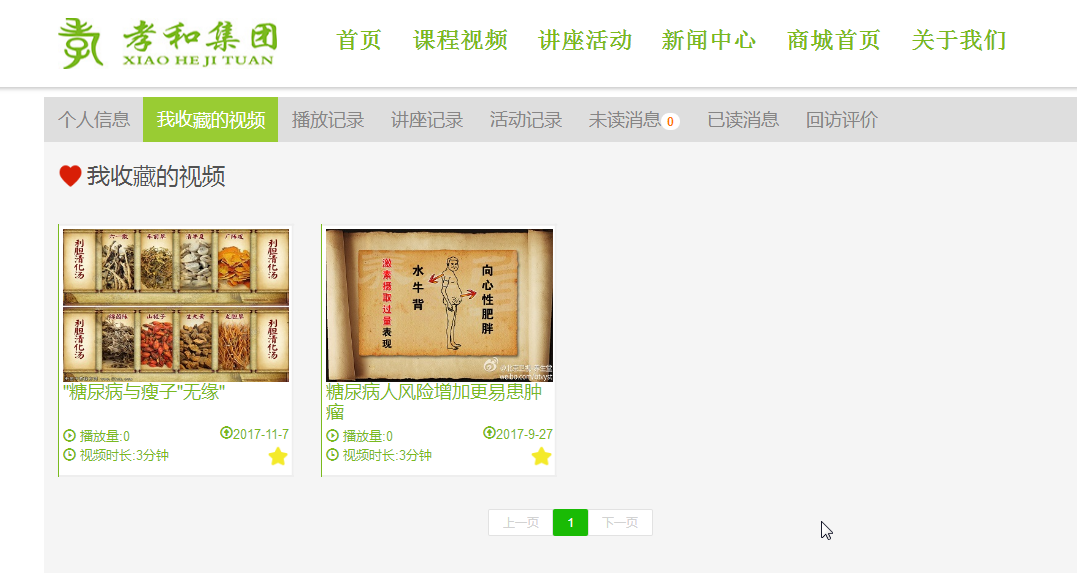 孝和集团
XIAO HE JI TUAN
首页 课程视频 讲座活动 新闻中心 商城首页 关于我们
个人信息 我收藏的视频 播放记录 讲座记录 活动记录 未读消息 0 已读消息 回访评价
我收藏的视频
利胆清化汤
利胆清化汤
利胆清化汤
利胆清化汤
激素摄取过量表现
水牛背
向心性肥胖
"糖尿病与瘦子"无缘"
播放量:0 2017-11-7
视频时长:3分钟
糖尿病人风险增加更易患肿
瘤
播放量:0 2017-9-27
视频时长:3分钟
上一页 1 下一页